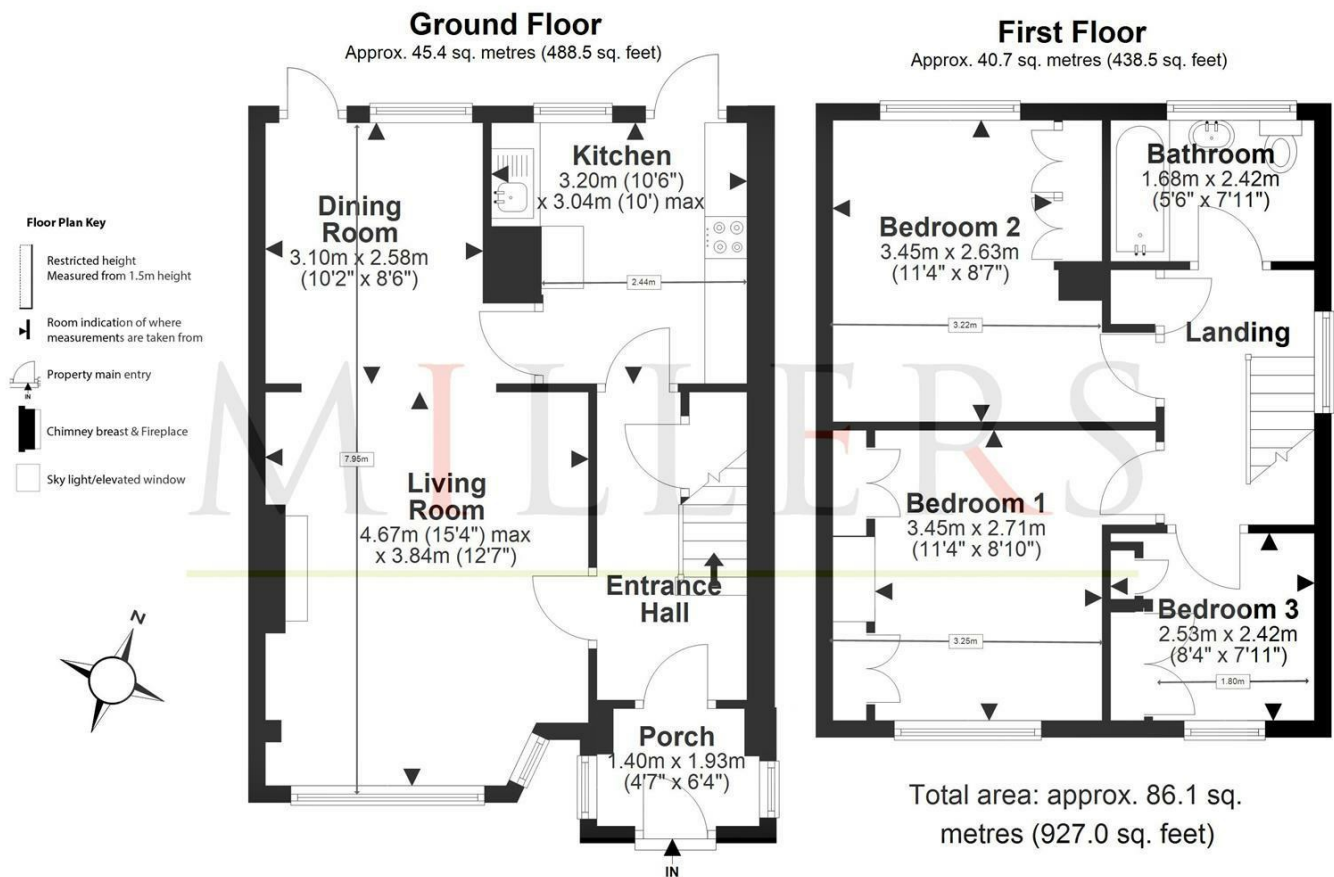 Ground Floor
Approx. 45.4 sq. metres (488.5 sq. feet)
Kitchen
3.20m (10'6")
x 3.04m (10') max
Dining
Room
3.10m x 2.58m
(10'2" x 8'6")
2.44m
7.95m
Living
Room
4.67m (15'4") max
x 3.84m (12'7")
Entrance
Hall
Porch
1.40m x 1.93m
(4'7" x 6'4")
IN
First Floor
Approx. 40.7 sq. metres (438.5 sq. feet)
Bathroom
1.68m x 2.42m
(5'6" x 7'11")
Bedroom 2
3.45m x 2.63m
(11'4" x 8'7")
3.22m
Landing
Bedroom 1
3.45m x 2.71m
(11'4" x 8'10")
3.25m
Bedroom 3
2.53m x 2.42m
(8'4" x 7'11")
1.80m
Total area: approx. 86.1 sq.
metres (927.0 sq. feet)
Floor Plan Key
Restricted height
Measured from 1.5m height
Room indication of where
measurements are taken from
Property main entry
IN
Chimney breast & Fireplace
Sky light/elevated window
N
MILLERS